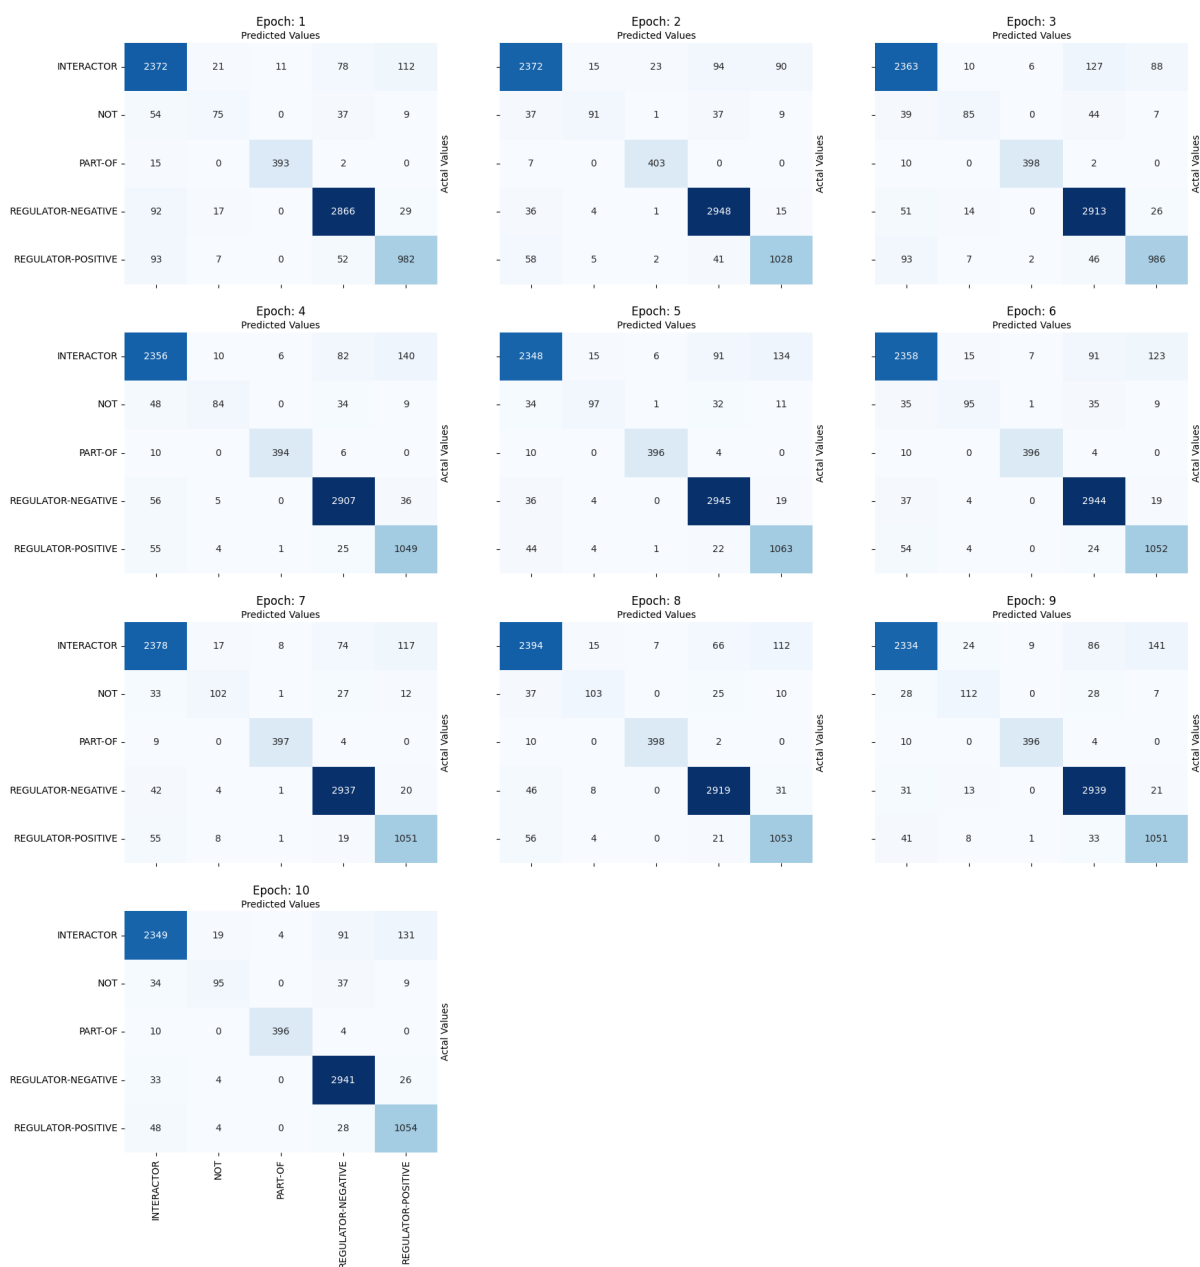 Epoch: 1
Predicted Values
INTERACTOR 2372 21 11 78 112
NOT 54 75 0 37 9
PART-OF 15 0 393 2 0
REGULATOR-NEGATIVE 92 17 0 2866 29
REGULATOR-POSITIVE 93 7 0 52 982
Actal Values
Epoch: 2
Predicted Values
2372 15 23 94 90
37 91 1 37 9
7 0 403 0 0
36 4 1 2948 15
58 5 2 41 1028
Actal Values
Epoch: 3
Predicted Values
2363 10 6 127 88
39 85 0 44 7
10 0 398 2 0
51 14 0 2913 26
93 7 2 46 986
Actal Values
Epoch: 4
Predicted Values
INTERACTOR 2356 10 6 82 140
NOT 48 84 0 34 9
PART-OF 10 0 394 6 0
REGULATOR-NEGATIVE 56 5 0 2907 36
REGULATOR-POSITIVE 55 4 1 25 1049
Actal Values
Epoch: 5
Predicted Values
2348 15 6 91 134
34 97 1 32 11
10 0 396 4 0
36 4 0 2945 19
44 4 1 22 1063
Actal Values
Epoch: 6
Predicted Values
2358 15 7 91 123
35 95 1 35 9
10 0 396 4 0
37 4 0 2944 19
54 4 0 24 1052
Actal Values
Epoch: 7
Predicted Values
INTERACTOR 2378 17 8 74 117
NOT 33 102 1 27 12
PART-OF 9 0 397 4 0
REGULATOR-NEGATIVE 42 4 1 2937 20
REGULATOR-POSITIVE 55 8 1 19 1051
Actal Values
Epoch: 8
Predicted Values
2394 15 7 66 112
37 103 0 25 10
10 0 398 2 0
46 8 0 2919 31
56 4 0 21 1053
Actal Values
Epoch: 9
Predicted Values
2334 24 9 86 141
28 112 0 28 7
10 0 396 4 0
31 13 0 2939 21
41 8 1 33 1051
Actal Values
Epoch: 10
Predicted Values
INTERACTOR 2349 19 4 91 131
NOT 34 95 0 37 9
PART-OF 10 0 396 4 0
REGULATOR-NEGATIVE 33 4 0 2941 26
REGULATOR-POSITIVE 48 4 0 28 1054
Actal Values
INTERACTOR
NOT
PART-OF
REGULATOR-NEGATIVE
REGULATOR-POSITIVE